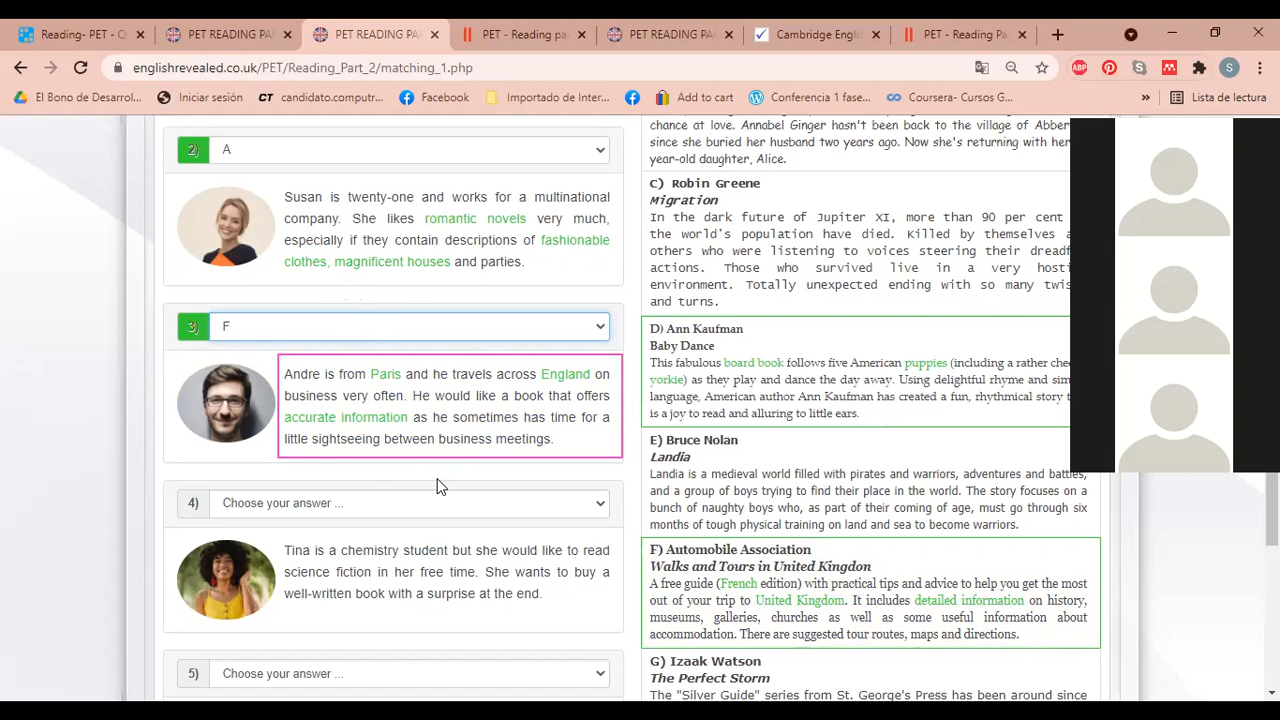 Reading- PET - Q
PET READING PA
PET READING PA
PET - Reading pa
PET READING PA
Cambridge Engli
PET - Reading Pa
englishrevealed.co.uk/PET/Reading_Part_2/matching_1.php
ABP
S
El Bono de Desarrol...
Iniciar sesión
CT candidato.computr...
Facebook
Importado de Inter...
Add to cart
Conferencia 1 fase...
Coursera- Cursos G...
»
Lista de lectura
2) A
Susan is twenty-one and works for a multinational
company. She likes romantic novels very much,
especially if they contain descriptions of fashionable
clothes, magnificent houses and parties.
3) F
Andre is from Paris and he travels across England on
business very often. He would like a book that offers
accurate information as he sometimes has time for a
little sightseeing between business meetings.
4) Choose your answer ...
Tina is a chemistry student but she would like to read
science fiction in her free time. She wants to buy a
well-written book with a surprise at the end.
5) Choose your answer ...
chance at love. Annabel Ginger hasn't been back to the village of Abber
since she buried her husband two years ago. Now she's returning with her
year-old daughter, Alice.
C) Robin Greene
Migration
In the dark future of Jupiter XI, more than 90 per cent
the world's population have died. Killed by themselves
others who were listening to voices steering their dreadf
actions. Those who survived live in a very hosti
environment. Totally unexpected ending with so many twis
and turns.
D) Ann Kaufman
Baby Dance
This fabulous board book follows five American puppies (including a rather chee
yorkie) as they play and dance the day away. Using delightful rhyme and sim
language, American author Ann Kaufman has created a fun, rhythmical story t
is a joy to read and alluring to little ears.
E) Bruce Nolan
Landia
Landia is a medieval world filled with pirates and warriors, adventures and battles,
and a group of boys trying to find their place in the world. The story focuses on a
bunch of naughty boys who, as part of their coming of age, must go through six
months of tough physical training on land and sea to become warriors.
F) Automobile Association
Walks and Tours in United Kingdon
A free guide (French edition) with practical tips and advice to help you get the most
out of your trip to United Kingdom. It includes detailed information on history,
museums, galleries, churches as well as some useful information about
accommodation. There are suggested tour routes, maps and directions.
G) Izaak Watson
The Perfect Storm
The "Silver Guide" series from St. George's Press has been around since